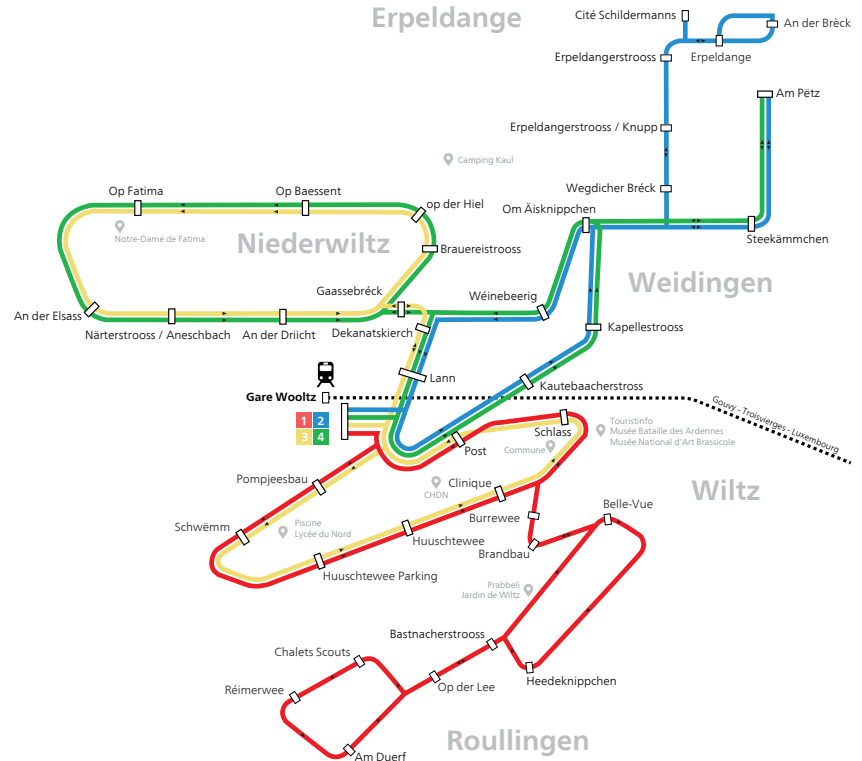 Erpeldange
Cité Schildermanns
An der Brèck
Erpeldangerstrooss
Erpeldange
Am Pëtz
Erpeldangerstrooss / Knupp
Camping Kaul
Wegdicher Bréck
Op Fatima
Op Baessent
op der Hiel
Om Äisknippchen
Notre-Dame de Fatima
Niederwiltz
Brauereistrooss
Steekämmchen
Weidingen
Gaassebréck
Wéinebeerig
An der Elsass
Närterstrooss / Aneschbach
An der Driicht
Dekanatskierch
Kapellestrooss
Lann
Kautebaacherstross
Gare Wooltz
Gouvy - Troisvierges - Luxembourg
1 2
3 4
Schlass
Touristinfo
Musée Bataille des Ardennes
Musée National d'Art Brassicole
Post
Commune
Pompjeesbau
Clinique
CHDN
Wiltz
Belle-Vue
Schwëmm
Piscine
Lycée du Nord
Burrewee
Huuschtewee
Brandbau
Huuschtewee Parking
Prabbeli
Jardin de Wiltz
Bastnacherstrooss
Chalets Scouts
Réimerwee
Op der Lee
Heedeknippchen
Roullingen
Am Duerf